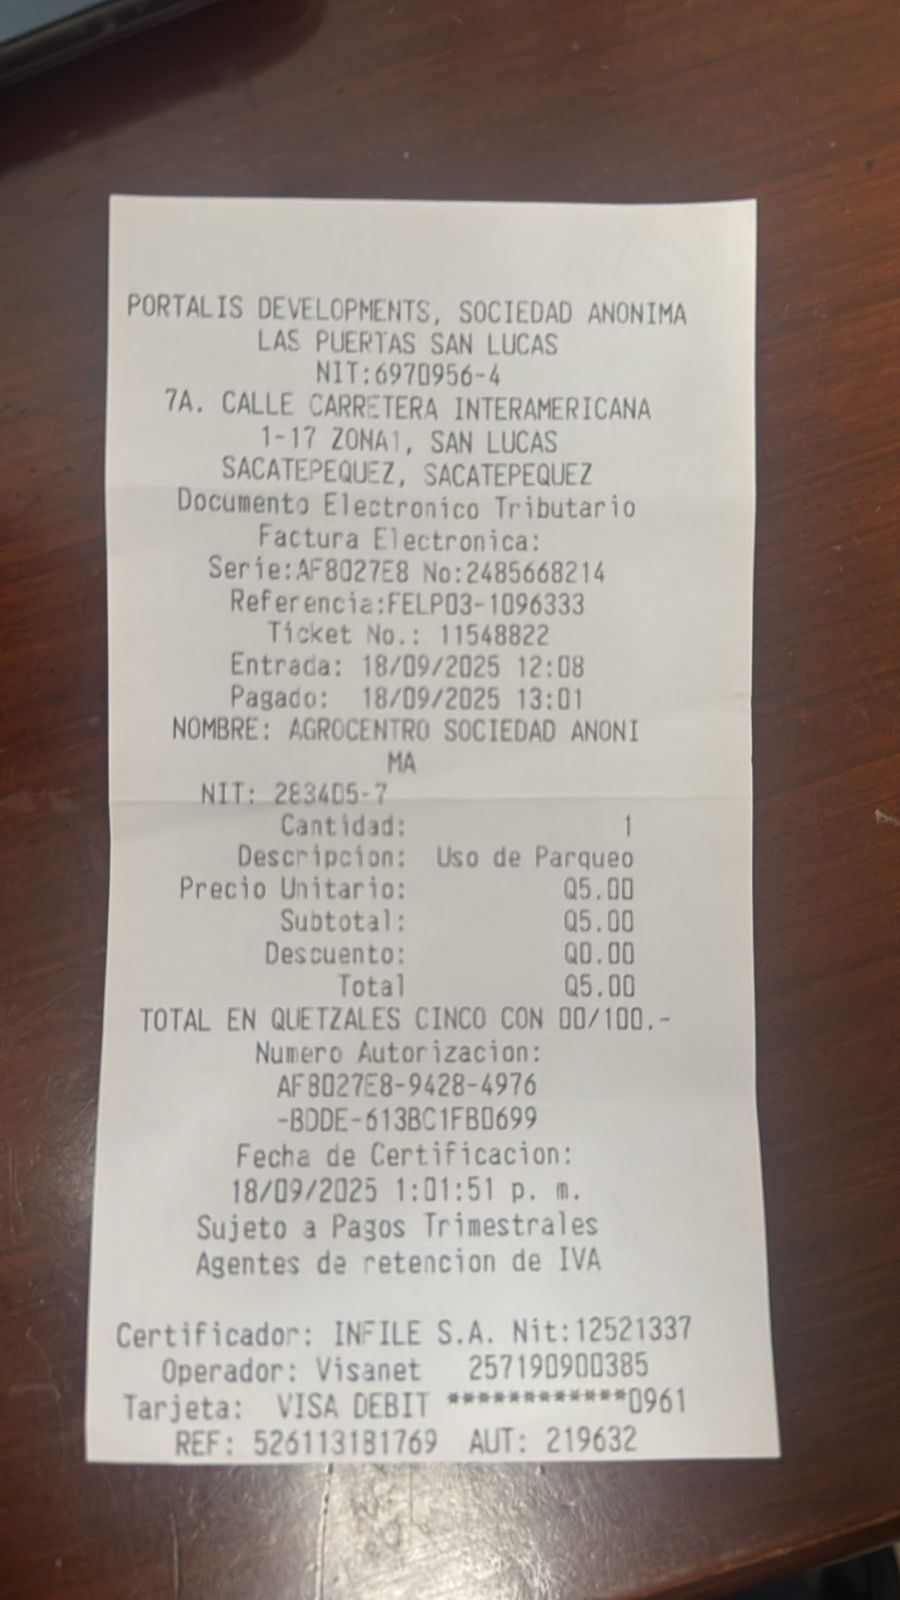 PORTALIS DEVELOPMENTS, SOCIEDAD ANONIMA
LAS PUERTAS SAN LUCAS
NIT:6970956-4
7A. CALLE CARRETERA INTERAMERICANA
1-17 ZONA1, SAN LUCAS
SACATEPEQUEZ, SACATEPEQUEZ
Documento Electronico Tributario
Factura Electronica:
Serie:AF8027E8 No:2485668214
Referencia:FELP03-1096333
Ticket No.: 11548822
Entrada: 18/09/2025 12:08
Pagado: 18/09/2025 13:01
NOMBRE: AGROCENTRO SOCIEDAD ANONI
MA
NIT: 283405-7
Cantidad: 1
Descripcion: Uso de Parqueo
Precio Unitario: Q5.00
Subtotal: Q5.00
Descuento: Q0.00
Total Q5.00
TOTAL EN QUETZALES CINCO CON 00/100.-
Numero Autorizacion:
AF8027E8-9428-4976
-BDDE-613BC1FB0699
Fecha de Certificacion:
18/09/2025 1:01:51 p. m.
Sujeto a Pagos Trimestrales
Agentes de retencion de IVA
Certificador: INFILE S.A. Nit:12521337
Operador: Visanet 257190900385
Tarjeta: VISA DEBIT ************0961
REF: 526113181769 AUT: 219632